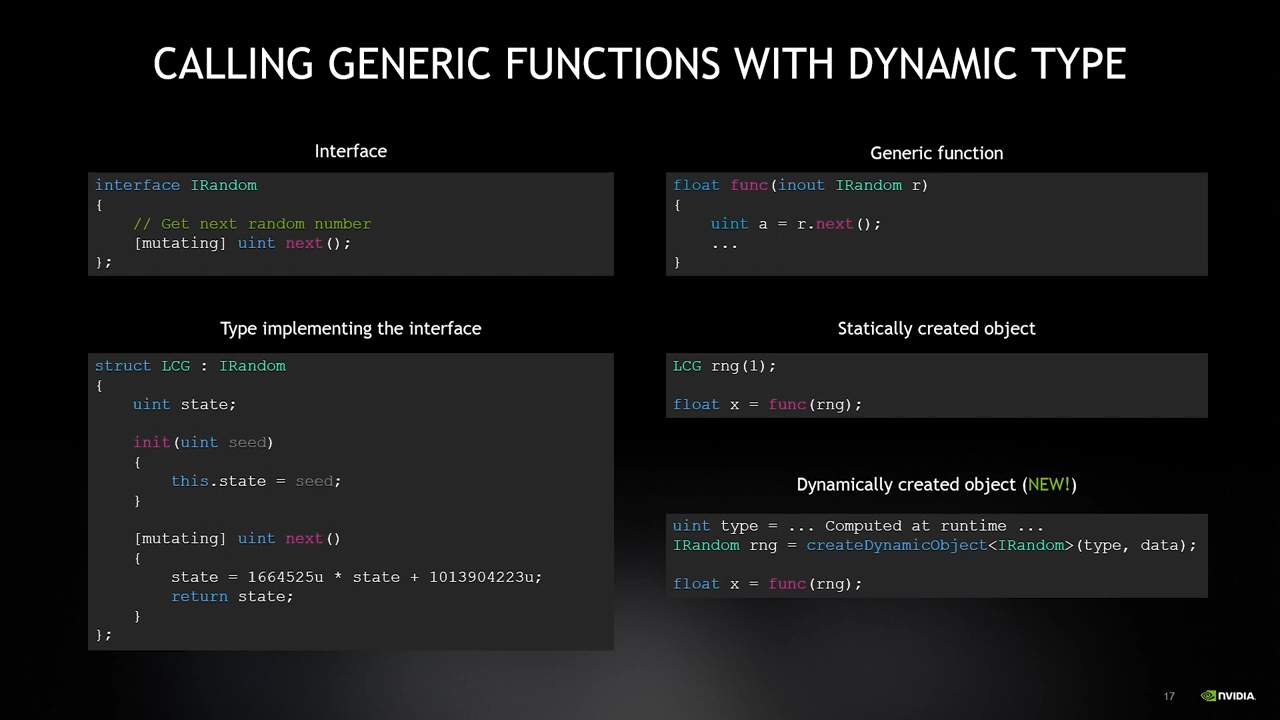 CALLING GENERIC FUNCTIONS WITH DYNAMIC TYPE
Interface
interface IRandom
{
    // Get next random number
    [mutating] uint next();
};
Type implementing the interface
struct LCG : IRandom
{
    uint state;

    init(uint seed)
    {
        this.state = seed;
    }

    [mutating] uint next()
    {
        state = 1664525u * state + 1013904223u;
        return state;
    }
};
Generic function
float func(inout IRandom r)
{
    uint a = r.next();
    ...
}
Statically created object
LCG rng(1);

float x = func(rng);
Dynamically created object (NEW!)
uint type = ... Computed at runtime ...
IRandom rng = createDynamicObject<IRandom>(type, data);

float x = func(rng);
17
NVIDIA.